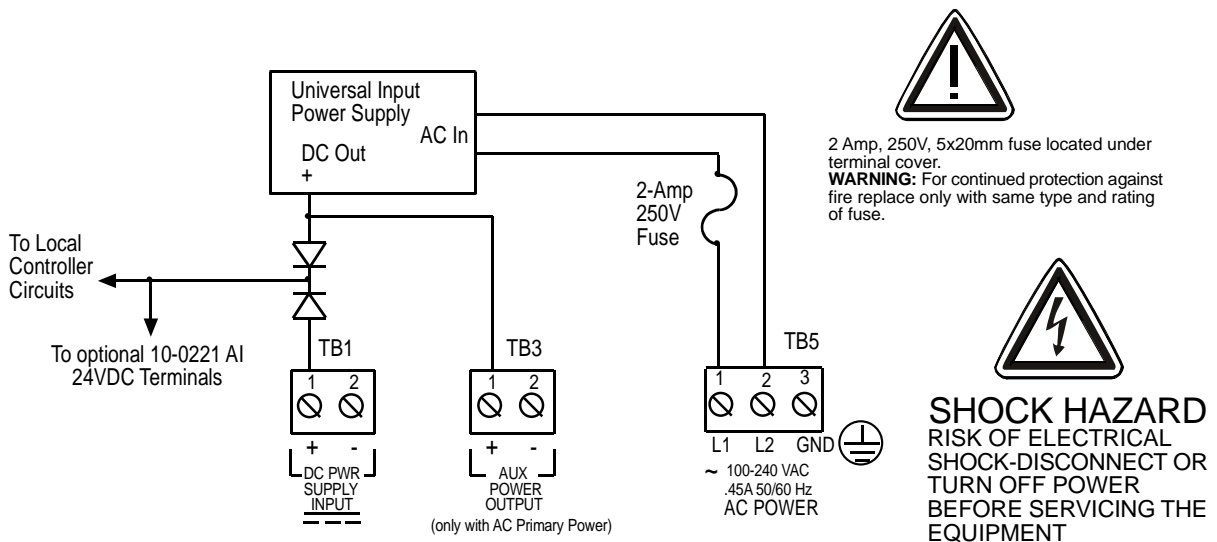 Universal Input
Power Supply
AC In
DC Out
+
2-Amp
250V
Fuse
To Local
Controller
Circuits
To optional 10-0221 AI
24VDC Terminals
TB1
1 2
+ -
DC PWR
SUPPLY
INPUT
TB3
1 2
+ -
AUX
POWER
OUTPUT
(only with AC Primary Power)
TB5
1 2 3
L1 L2 GND
~ 100-240 VAC
.45A 50/60 Hz
AC POWER
!
2 Amp, 250V, 5x20mm fuse located under
terminal cover.
WARNING: For continued protection against
fire replace only with same type and rating
of fuse.
SHOCK HAZARD
RISK OF ELECTRICAL
SHOCK-DISCONNECT OR
TURN OFF POWER
BEFORE SERVICING THE
EQUIPMENT